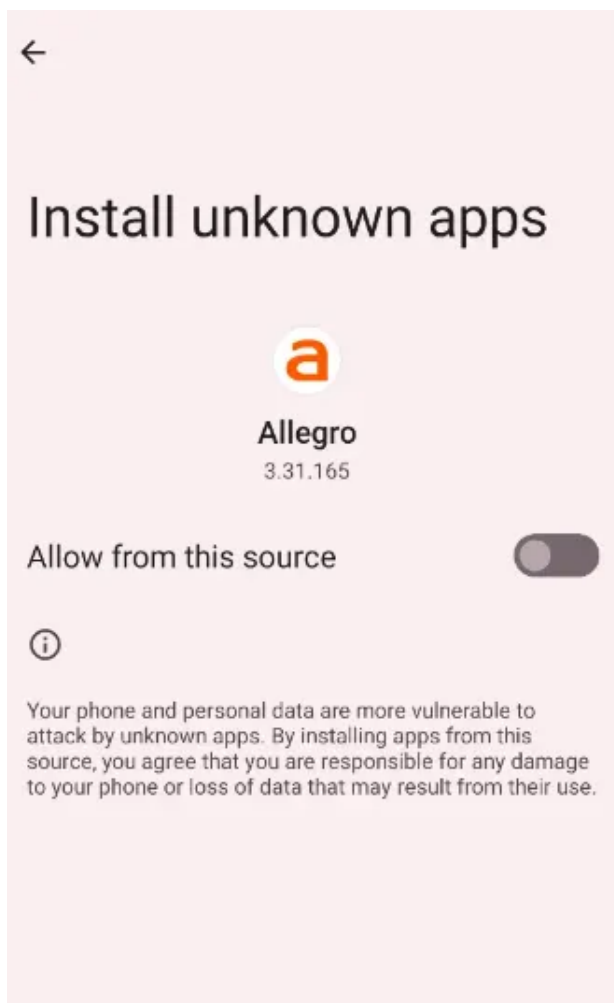 Install unknown apps
a
Allegro
3.31.165
Allow from this source
Your phone and personal data are more vulnerable to
attack by unknown apps. By installing apps from this
source, you agree that you are responsible for any damage
to your phone or loss of data that may result from their use.